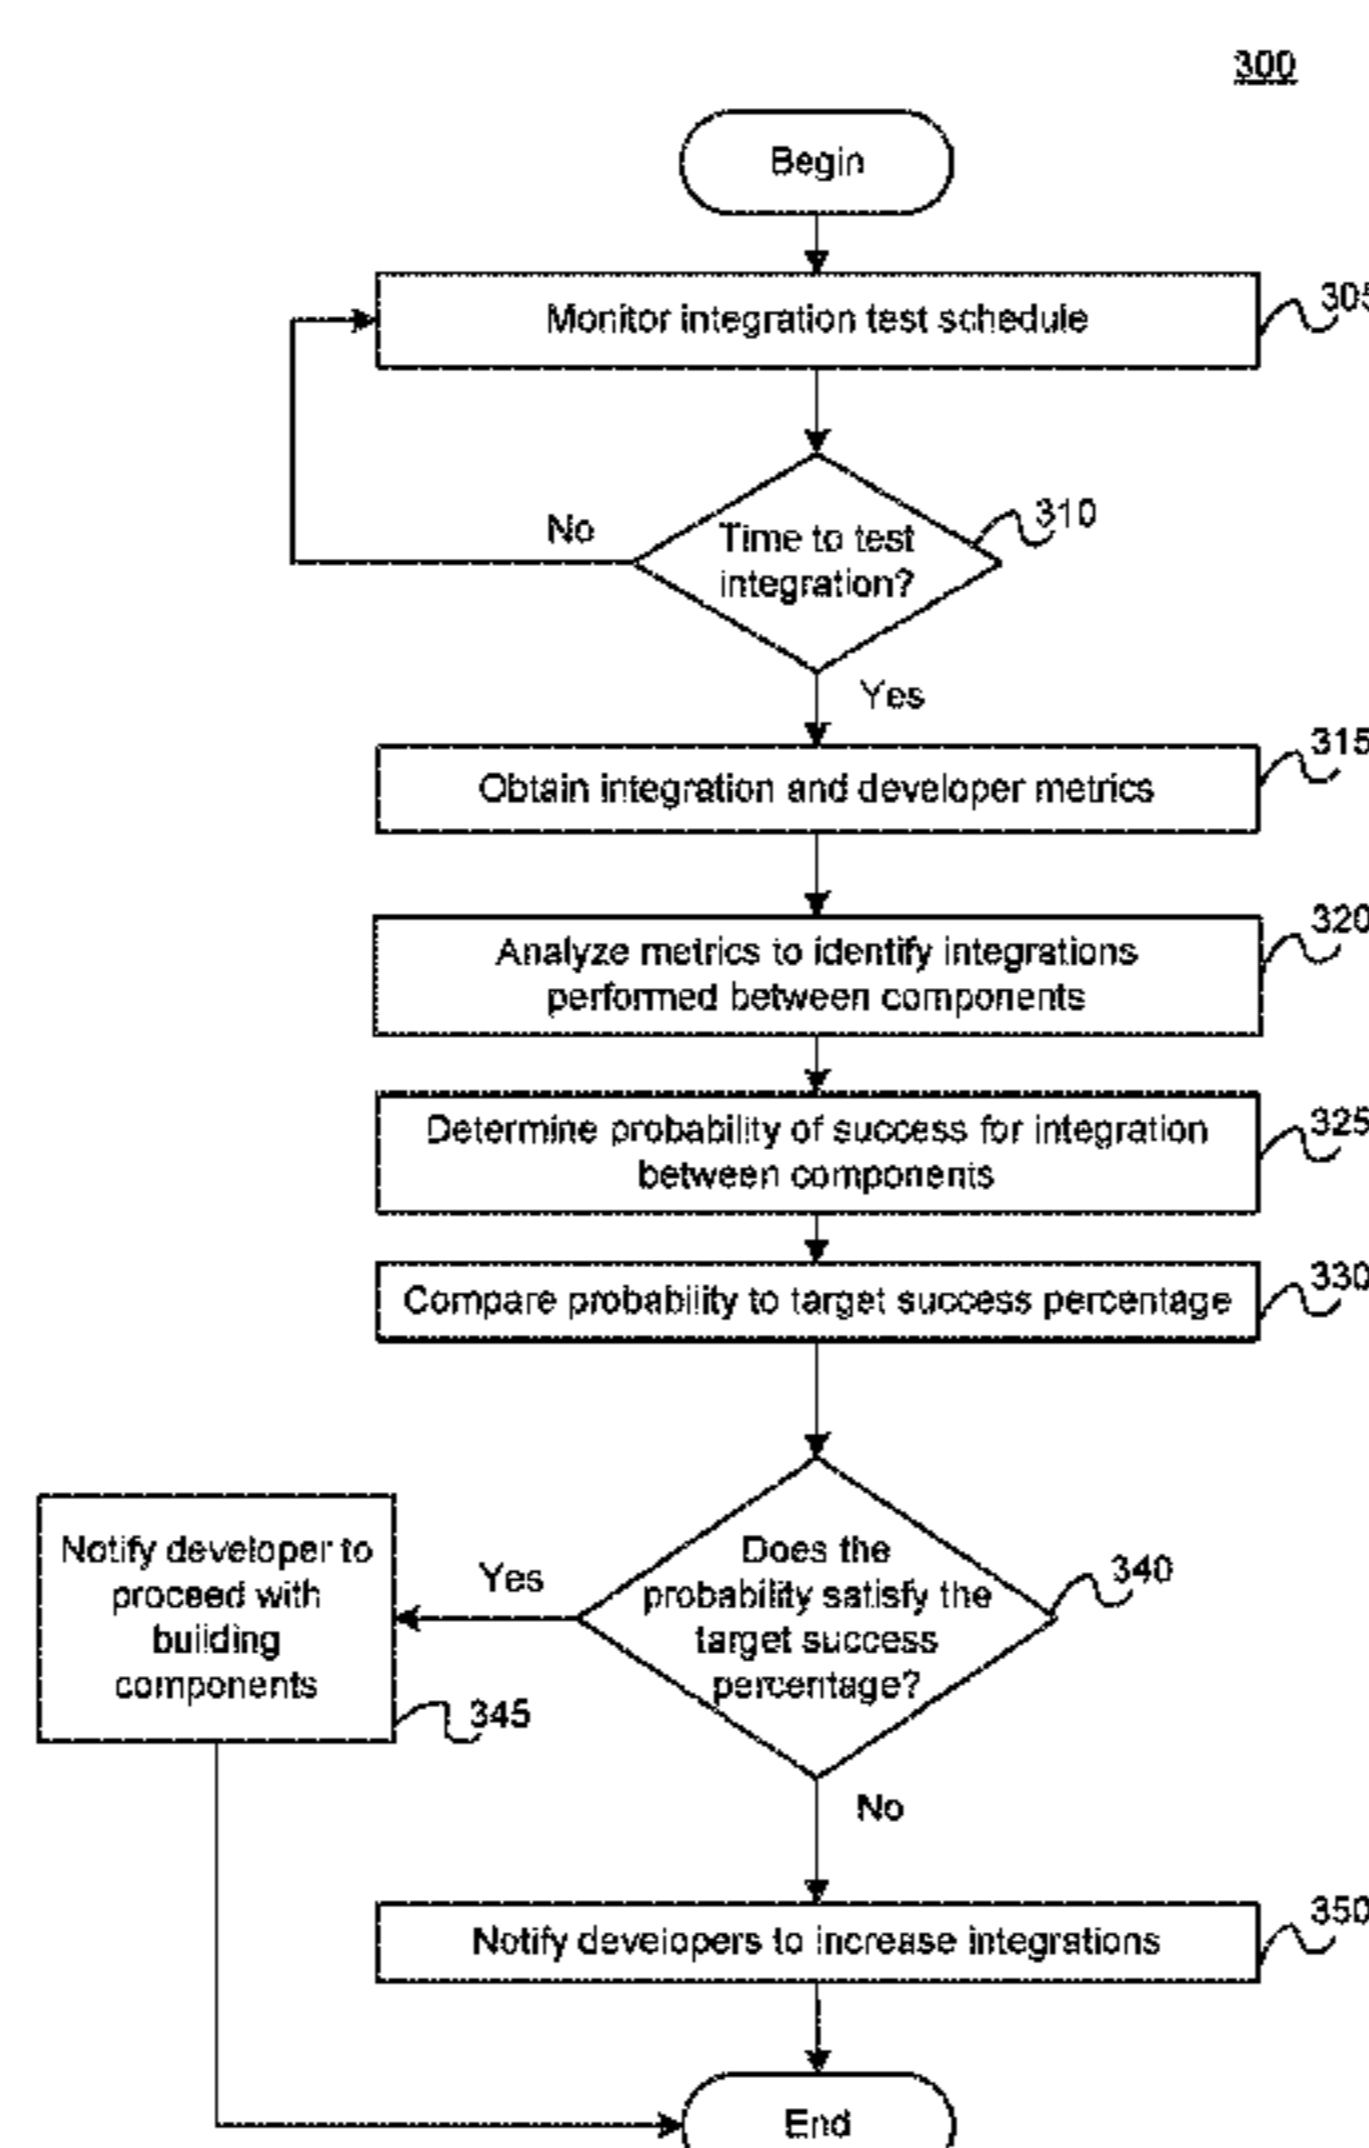 300
Begin
Monitor integration test schedule
305
No
Time to test
integration?
310
Yes
Obtain integration and developer metrics
315
Analyze metrics to identify integrations
performed between components
320
Determine probability of success for integration
between components
325
Compare probability to target success percentage
330
Notify developer to
proceed with
building
components
345
Yes
Does the
probability satisfy the
target success
percentage?
340
No
Notify developers to increase integrations
350
End